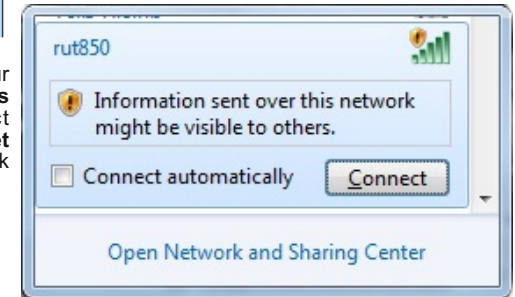 rut850
Information sent over this network
might be visible to others.
Connect automatically
Connect
Open Network and Sharing Center